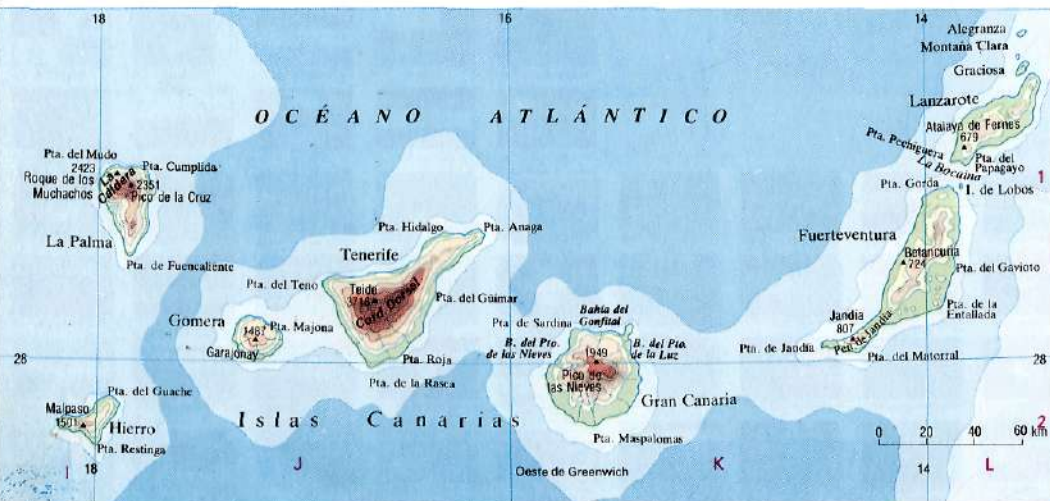 18
16
14
Alegranza
Montaña Clara
Graciosa
Lanzarote
OCÉANO ATLÁNTICO
Atalaya de Femes
679
Pta. Pechiguera
Pta. del
Papagayo
La Bocaina
1
Pta. del Mudo
2423
Roque de los
Muchachos
La
Caldera
Pta. Cumplida
2351
Pico de la Cruz
La Palma
Pta. de Fuencaliente
Pta. Gorda
I. de Lobos
Fuerteventura
Betancuria
724
Pta. del Gavioto
Pta. de la
Entallada
Jandía
807
Pen. de Jandía
Pta. de Jandía
Pta. del Matorral
Pta. Hidalgo
Pta. Anaga
Tenerife
Pta. del Teno
Teide
3718
Cord. Dorsal
Pta. del Güimar
Pta. Roja
Pta. de la Rasca
Gomera
1487
Pta. Majona
Garajonay
Bahía del
Confital
Pta. de Sardina
B. del Pto.
de las Nieves
B. del Pto.
de la Luz
1949
Pico de
las Nieves
Gran Canaria
Pta. Maspalomas
28
28
Pta. del Guache
Malpaso
1501
Hierro
Pta. Restinga
Islas Canarias
2
0 20 60 km
18
I
J
Oeste de Greenwich
K
14
L